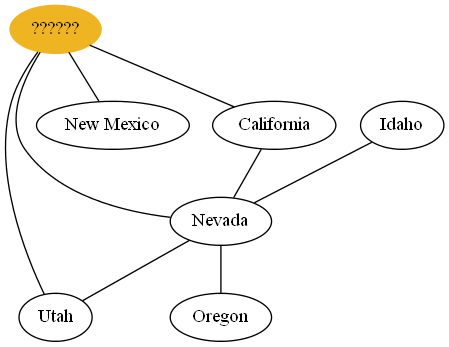 ??????
New Mexico
California
Idaho
Nevada
Utah
Oregon